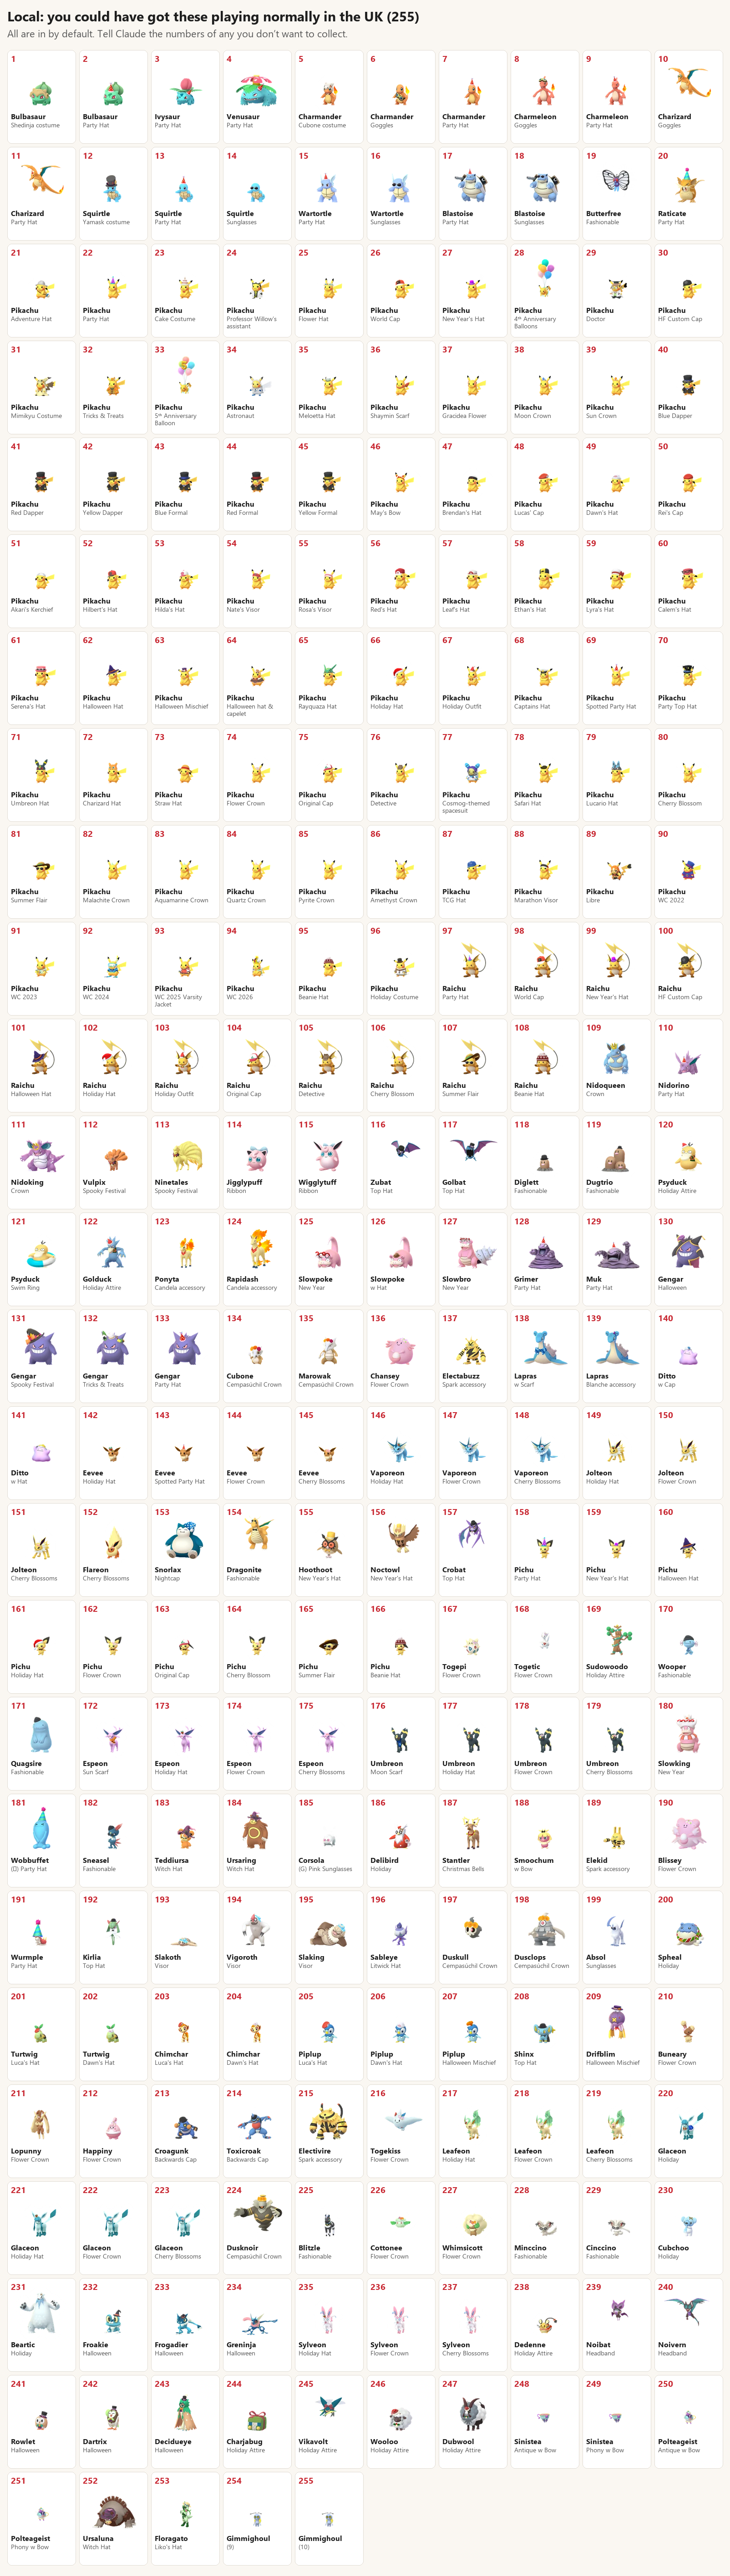 Local: you could have got these playing normally in the UK (255)
All are in by default. Tell Claude the numbers of any you don't want to collect.
1
Bulbasaur
Shedinja costume
2
Bulbasaur
Party Hat
3
Ivysaur
Party Hat
4
Venusaur
Party Hat
5
Charmander
Cubone costume
6
Charmander
Goggles
7
Charmander
Party Hat
8
Charmeleon
Goggles
9
Charmeleon
Party Hat
10
Charizard
Goggles
11
Charizard
Party Hat
12
Squirtle
Yamask costume
13
Squirtle
Party Hat
14
Squirtle
Sunglasses
15
Wartortle
Party Hat
16
Wartortle
Sunglasses
17
Blastoise
Party Hat
18
Blastoise
Sunglasses
19
Butterfree
Fashionable
20
Raticate
Party Hat
21
Pikachu
Adventure Hat
22
Pikachu
Party Hat
23
Pikachu
Cake Costume
24
Pikachu
Professor Willow's
assistant
25
Pikachu
Flower Hat
26
Pikachu
World Cap
27
Pikachu
New Year's Hat
28
Pikachu
4ᵗʰ Anniversary
Balloons
29
Pikachu
Doctor
30
Pikachu
HF Custom Cap
31
Pikachu
Mimikyu Costume
32
Pikachu
Tricks & Treats
33
Pikachu
5ᵗʰ Anniversary
Balloon
34
Pikachu
Astronaut
35
Pikachu
Meloetta Hat
36
Pikachu
Shaymin Scarf
37
Pikachu
Gracidea Flower
38
Pikachu
Moon Crown
39
Pikachu
Sun Crown
40
Pikachu
Blue Dapper
41
Pikachu
Red Dapper
42
Pikachu
Yellow Dapper
43
Pikachu
Blue Formal
44
Pikachu
Red Formal
45
Pikachu
Yellow Formal
46
Pikachu
May's Bow
47
Pikachu
Brendan's Hat
48
Pikachu
Lucas' Cap
49
Pikachu
Dawn's Hat
50
Pikachu
Rei's Cap
51
Pikachu
Akari's Kerchief
52
Pikachu
Hilbert's Hat
53
Pikachu
Hilda's Hat
54
Pikachu
Nate's Visor
55
Pikachu
Rosa's Visor
56
Pikachu
Red's Hat
57
Pikachu
Leaf's Hat
58
Pikachu
Ethan's Hat
59
Pikachu
Lyra's Hat
60
Pikachu
Calem's Hat
61
Pikachu
Serena's Hat
62
Pikachu
Halloween Hat
63
Pikachu
Halloween Mischief
64
Pikachu
Halloween hat &
capelet
65
Pikachu
Rayquaza Hat
66
Pikachu
Holiday Hat
67
Pikachu
Holiday Outfit
68
Pikachu
Captains Hat
69
Pikachu
Spotted Party Hat
70
Pikachu
Party Top Hat
71
Pikachu
Umbreon Hat
72
Pikachu
Charizard Hat
73
Pikachu
Straw Hat
74
Pikachu
Flower Crown
75
Pikachu
Original Cap
76
Pikachu
Detective
77
Pikachu
Cosmog-themed
spacesuit
78
Pikachu
Safari Hat
79
Pikachu
Lucario Hat
80
Pikachu
Cherry Blossom
81
Pikachu
Summer Flair
82
Pikachu
Malachite Crown
83
Pikachu
Aquamarine Crown
84
Pikachu
Quartz Crown
85
Pikachu
Pyrite Crown
86
Pikachu
Amethyst Crown
87
Pikachu
TCG Hat
88
Pikachu
Marathon Visor
89
Pikachu
Libre
90
Pikachu
WC 2022
91
Pikachu
WC 2023
92
Pikachu
WC 2024
93
Pikachu
WC 2025 Varsity
Jacket
94
Pikachu
WC 2026
95
Pikachu
Beanie Hat
96
Pikachu
Holiday Costume
97
Raichu
Party Hat
98
Raichu
World Cap
99
Raichu
New Year's Hat
100
Raichu
HF Custom Cap
101
Raichu
Halloween Hat
102
Raichu
Holiday Hat
103
Raichu
Holiday Outfit
104
Raichu
Original Cap
105
Raichu
Detective
106
Raichu
Cherry Blossom
107
Raichu
Summer Flair
108
Raichu
Beanie Hat
109
Nidoqueen
Crown
110
Nidorino
Party Hat
111
Nidoking
Crown
112
Vulpix
Spooky Festival
113
Ninetales
Spooky Festival
114
Jigglypuff
Ribbon
115
Wigglytuff
Ribbon
116
Zubat
Top Hat
117
Golbat
Top Hat
118
Diglett
Fashionable
119
Dugtrio
Fashionable
120
Psyduck
Holiday Attire
121
Psyduck
Swim Ring
122
Golduck
Holiday Attire
123
Ponyta
Candela accessory
124
Rapidash
Candela accessory
125
Slowpoke
New Year
126
Slowpoke
w Hat
127
Slowbro
New Year
128
Grimer
Party Hat
129
Muk
Party Hat
130
Gengar
Halloween
131
Gengar
Spooky Festival
132
Gengar
Tricks & Treats
133
Gengar
Party Hat
134
Cubone
Cempasúchil Crown
135
Marowak
Cempasúchil Crown
136
Chansey
Flower Crown
137
Electabuzz
Spark accessory
138
Lapras
w Scarf
139
Lapras
Blanche accessory
140
Ditto
w Cap
141
Ditto
w Hat
142
Eevee
Holiday Hat
143
Eevee
Spotted Party Hat
144
Eevee
Flower Crown
145
Eevee
Cherry Blossoms
146
Vaporeon
Holiday Hat
147
Vaporeon
Flower Crown
148
Vaporeon
Cherry Blossoms
149
Jolteon
Holiday Hat
150
Jolteon
Flower Crown
151
Jolteon
Cherry Blossoms
152
Flareon
Cherry Blossoms
153
Snorlax
Nightcap
154
Dragonite
Fashionable
155
Hoothoot
New Year's Hat
156
Noctowl
New Year's Hat
157
Crobat
Top Hat
158
Pichu
Party Hat
159
Pichu
New Year's Hat
160
Pichu
Halloween Hat
161
Pichu
Holiday Hat
162
Pichu
Flower Crown
163
Pichu
Original Cap
164
Pichu
Cherry Blossom
165
Pichu
Summer Flair
166
Pichu
Beanie Hat
167
Togepi
Flower Crown
168
Togetic
Flower Crown
169
Sudowoodo
Holiday Attire
170
Wooper
Fashionable
171
Quagsire
Fashionable
172
Espeon
Sun Scarf
173
Espeon
Holiday Hat
174
Espeon
Flower Crown
175
Espeon
Cherry Blossoms
176
Umbreon
Moon Scarf
177
Umbreon
Holiday Hat
178
Umbreon
Flower Crown
179
Umbreon
Cherry Blossoms
180
Slowking
New Year
181
Wobbuffet
(D) Party Hat
182
Sneasel
Fashionable
183
Teddiursa
Witch Hat
184
Ursaring
Witch Hat
185
Corsola
(G) Pink Sunglasses
186
Delibird
Holiday
187
Stantler
Christmas Bells
188
Smoochum
w Bow
189
Elekid
Spark accessory
190
Blissey
Flower Crown
191
Wurmple
Party Hat
192
Kirlia
Top Hat
193
Slakoth
Visor
194
Vigoroth
Visor
195
Slaking
Visor
196
Sableye
Litwick Hat
197
Duskull
Cempasúchil Crown
198
Dusclops
Cempasúchil Crown
199
Absol
Sunglasses
200
Spheal
Holiday
201
Turtwig
Luca's Hat
202
Turtwig
Dawn's Hat
203
Chimchar
Luca's Hat
204
Chimchar
Dawn's Hat
205
Piplup
Luca's Hat
206
Piplup
Dawn's Hat
207
Piplup
Halloween Mischief
208
Shinx
Top Hat
209
Drifblim
Halloween Mischief
210
Buneary
Flower Crown
211
Lopunny
Flower Crown
212
Happiny
Flower Crown
213
Croagunk
Backwards Cap
214
Toxicroak
Backwards Cap
215
Electivire
Spark accessory
216
Togekiss
Flower Crown
217
Leafeon
Holiday Hat
218
Leafeon
Flower Crown
219
Leafeon
Cherry Blossoms
220
Glaceon
Holiday
221
Glaceon
Holiday Hat
222
Glaceon
Flower Crown
223
Glaceon
Cherry Blossoms
224
Dusknoir
Cempasúchil Crown
225
Blitzle
Fashionable
226
Cottonee
Flower Crown
227
Whimsicott
Flower Crown
228
Minccino
Fashionable
229
Cinccino
Fashionable
230
Cubchoo
Holiday
231
Beartic
Holiday
232
Froakie
Halloween
233
Frogadier
Halloween
234
Greninja
Halloween
235
Sylveon
Holiday Hat
236
Sylveon
Flower Crown
237
Sylveon
Cherry Blossoms
238
Dedenne
Holiday Attire
239
Noibat
Headband
240
Noivern
Headband
241
Rowlet
Halloween
242
Dartrix
Halloween
243
Decidueye
Halloween
244
Charjabug
Holiday Attire
245
Vikavolt
Holiday Attire
246
Wooloo
Holiday Attire
247
Dubwool
Holiday Attire
248
Sinistea
Antique w Bow
249
Sinistea
Phony w Bow
250
Polteageist
Antique w Bow
251
Polteageist
Phony w Bow
252
Ursaluna
Witch Hat
253
Floragato
Liko's Hat
254
Gimmighoul
(9)
255
Gimmighoul
(10)